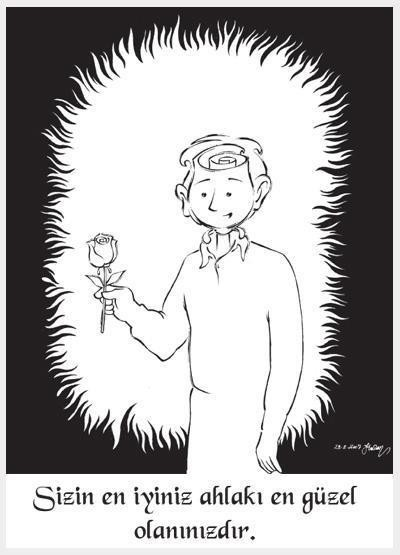 Sizin en iyiniz ahlakı en güzel
olanınızdır.